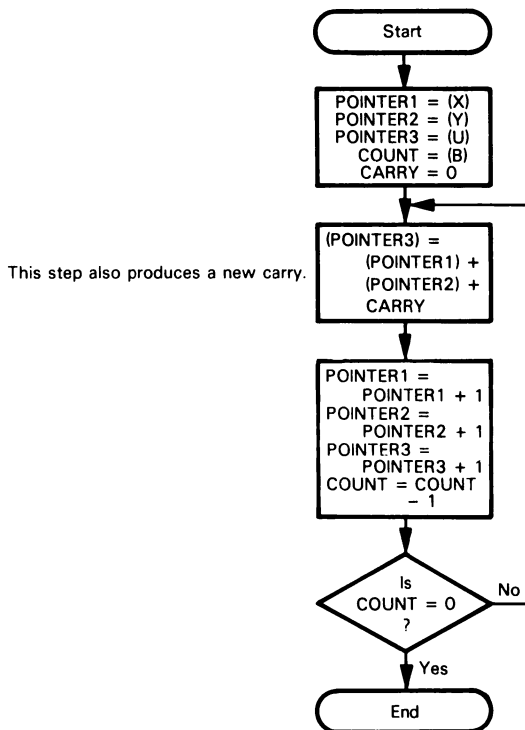 Start
POINTER1 = (X)
POINTER2 = (Y)
POINTER3 = (U)
COUNT = (B)
CARRY = 0
This step also produces a new carry.
(POINTER3) =
(POINTER1) +
(POINTER2) +
CARRY
POINTER1 =
POINTER1 + 1
POINTER2 =
POINTER2 + 1
POINTER3 =
POINTER3 + 1
COUNT = COUNT
- 1
Is
COUNT = 0
?
No
Yes
End